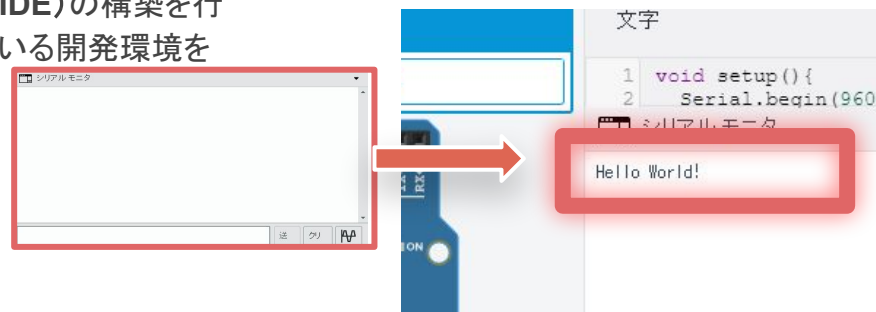 IDE）の構築を行
いる開発環境を
シリアル モニタ
送
クリ
文字
1 void setup(){
2 Serial.begin(960
シリアル モニタ
Hello World!
RX
ON